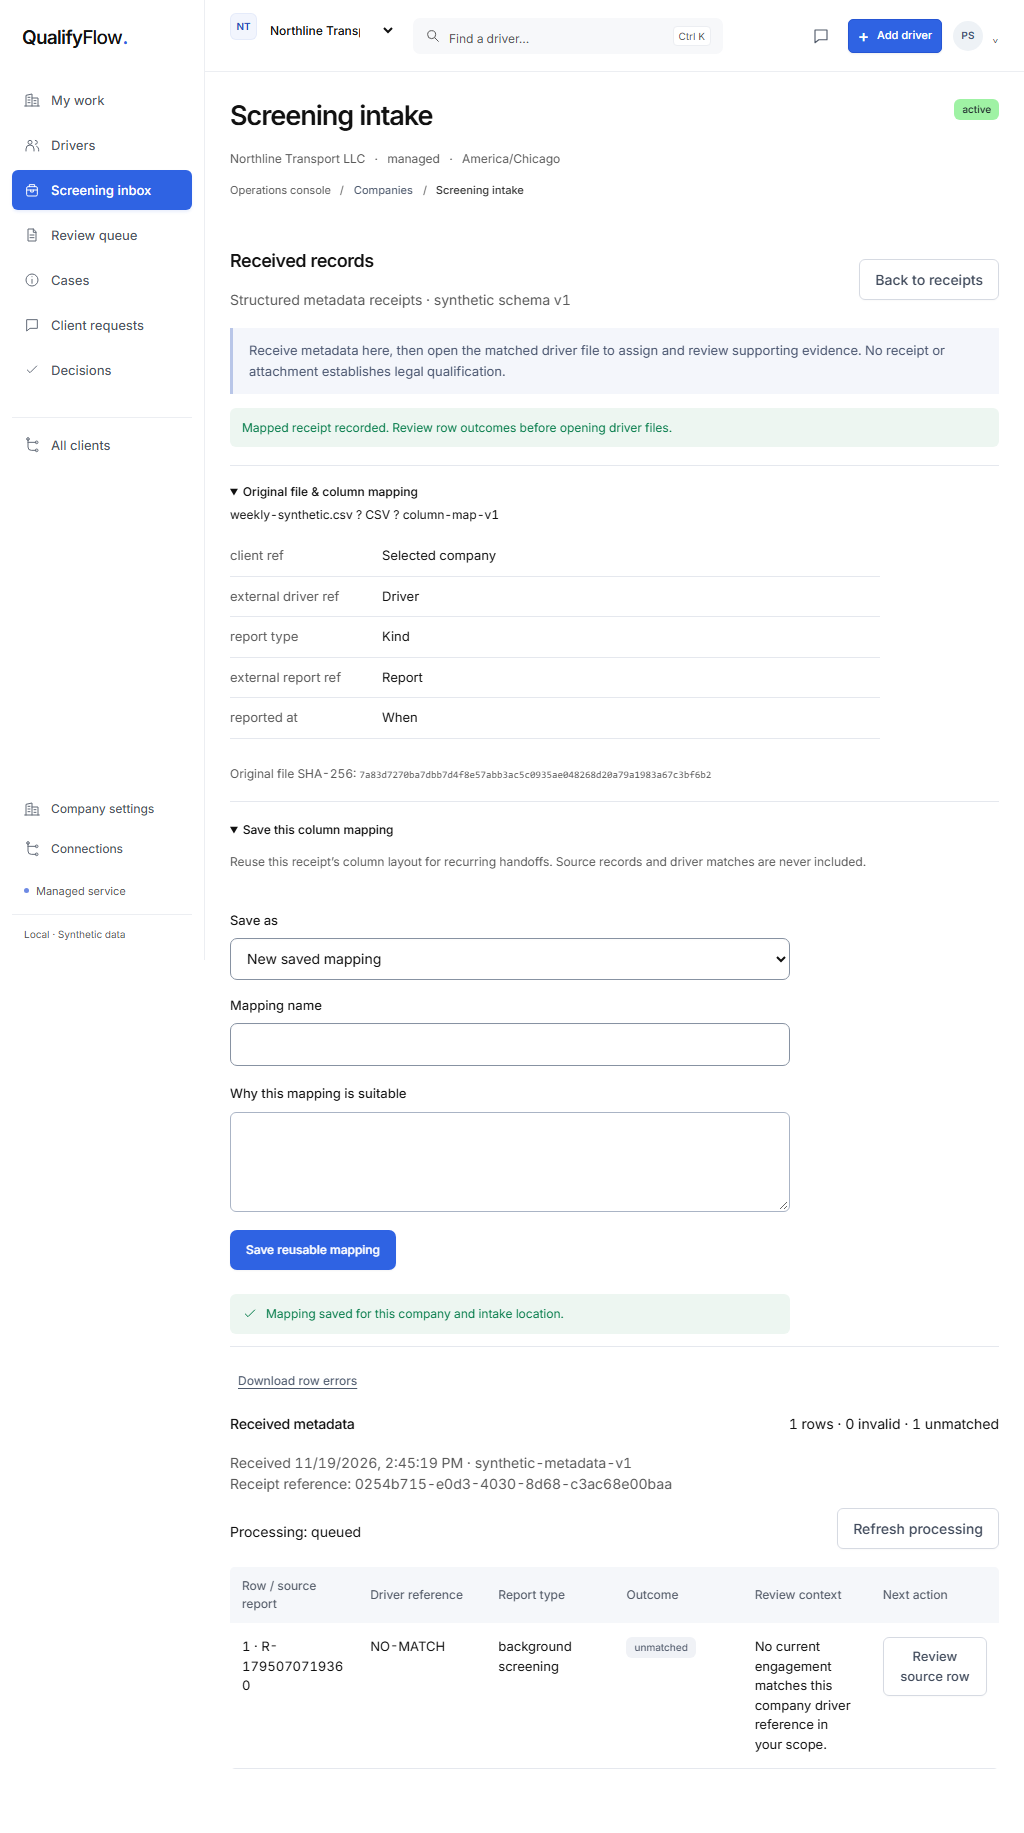 QualifyFlow.
NT
Northline Transp
Find a driver...
Ctrl K
+ Add driver
PS
My work
Drivers
Screening inbox
Review queue
Cases
Client requests
Decisions
All clients
Company settings
Connections
Managed service
Local · Synthetic data
Screening intake
active
Northline Transport LLC · managed · America/Chicago
Operations console / Companies / Screening intake
Received records
Back to receipts
Structured metadata receipts · synthetic schema v1
Receive metadata here, then open the matched driver file to assign and review supporting evidence. No receipt or
attachment establishes legal qualification.
Mapped receipt recorded. Review row outcomes before opening driver files.
▼ Original file & column mapping
weekly-synthetic.csv ? CSV ? column-map-v1
client ref Selected company
external driver ref Driver
report type Kind
external report ref Report
reported at When
Original file SHA-256: 7a83d7270ba7dbb7d4f8e57abb3ac5c0935ae048268d20a79a1983a67c3bf6b2
▼ Save this column mapping
Reuse this receipt's column layout for recurring handoffs. Source records and driver matches are never included.
Save as
New saved mapping
Mapping name
Why this mapping is suitable
Save reusable mapping
Mapping saved for this company and intake location.
Download row errors
Received metadata
1 rows · 0 invalid · 1 unmatched
Received 11/19/2026, 2:45:19 PM · synthetic-metadata-v1
Receipt reference: 0254b715-e0d3-4030-8d68-c3ac68e00baa
Processing: queued
Refresh processing
Row / source
report
Driver reference
Report type
Outcome
Review context
Next action
1 · R-
179507071936
0
NO-MATCH
background
screening
unmatched
No current
engagement
matches this
company driver
reference in
your scope.
Review
source row